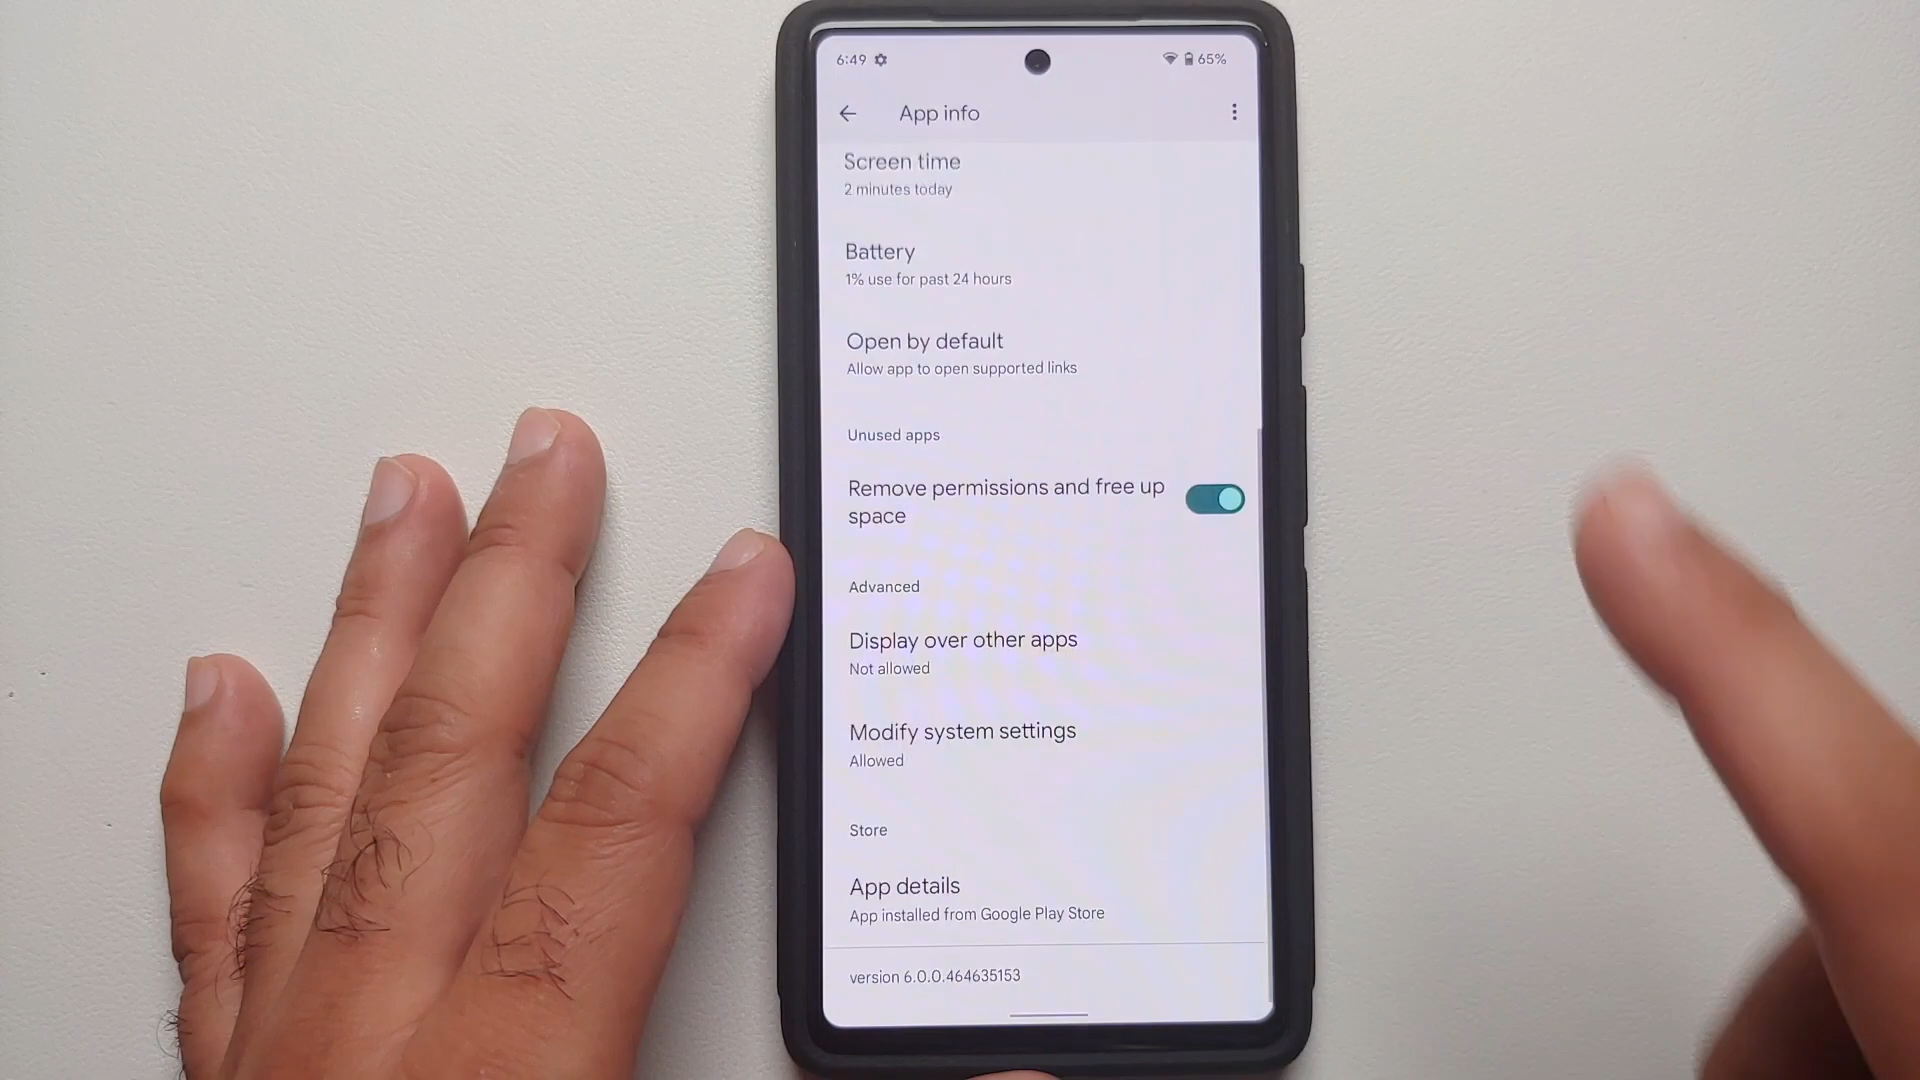 6:49
65%
App info
Screen time
2 minutes today
Battery
1% use for past 24 hours
Open by default
Allow app to open supported links
Unused apps
Remove permissions and free up
space
Advanced
Display over other apps
Not allowed
Modify system settings
Allowed
Store
App details
App installed from Google Play Store
version 6.0.0.464635153